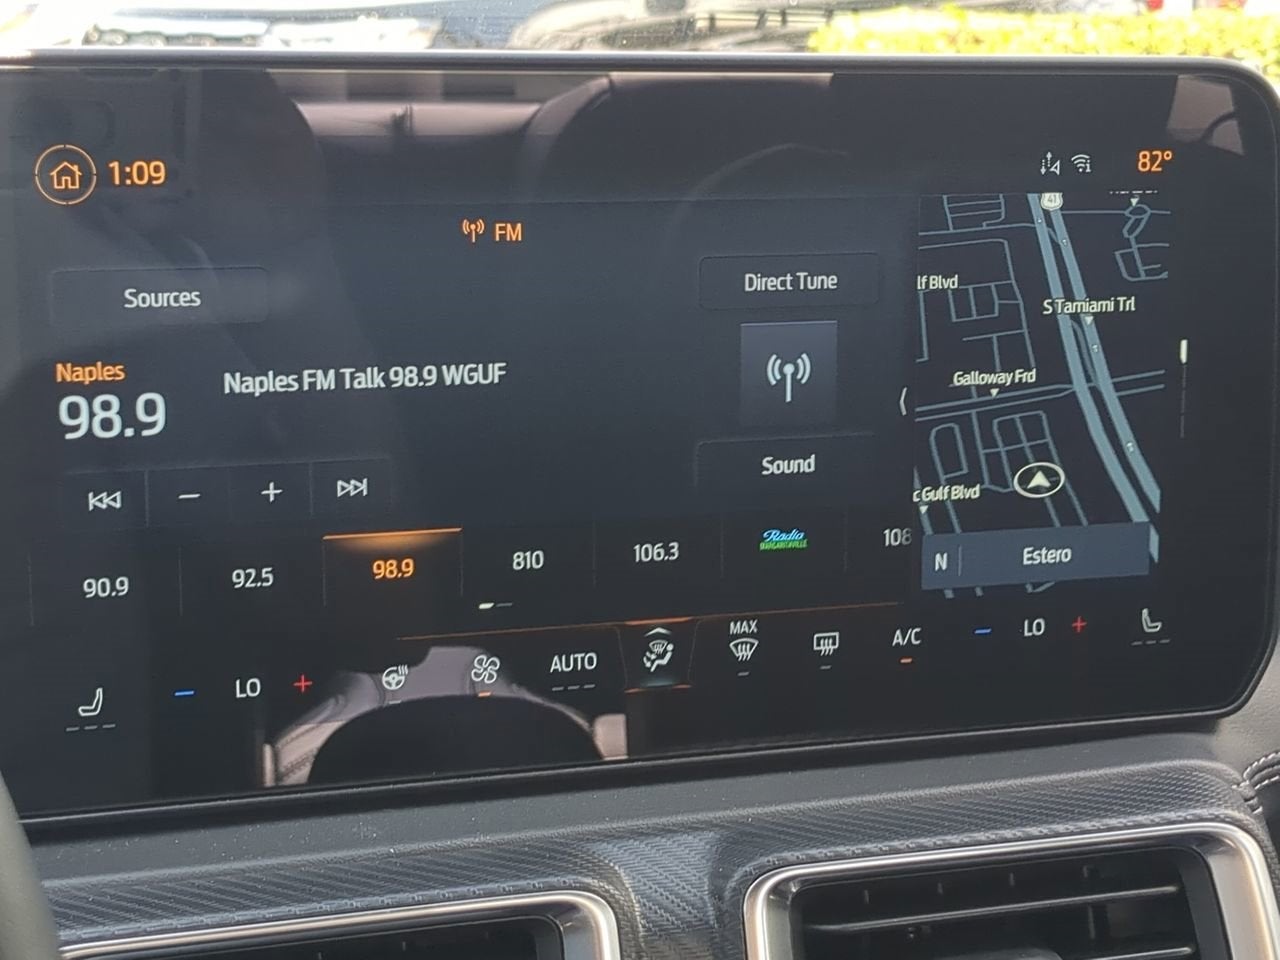 1:09
82°
FM
41
Sources
Direct Tune
lf Blvd
S Tamiami Trl
Naples
98.9
Naples FM Talk 98.9 WGUF
Galloway Frd
Sound
c Gulf Blvd
90.9
92.5
98.9
810
106.3
Radio
MARGARITAVILLE
108
N
Estero
LO
AUTO
MAX
A/C
LO